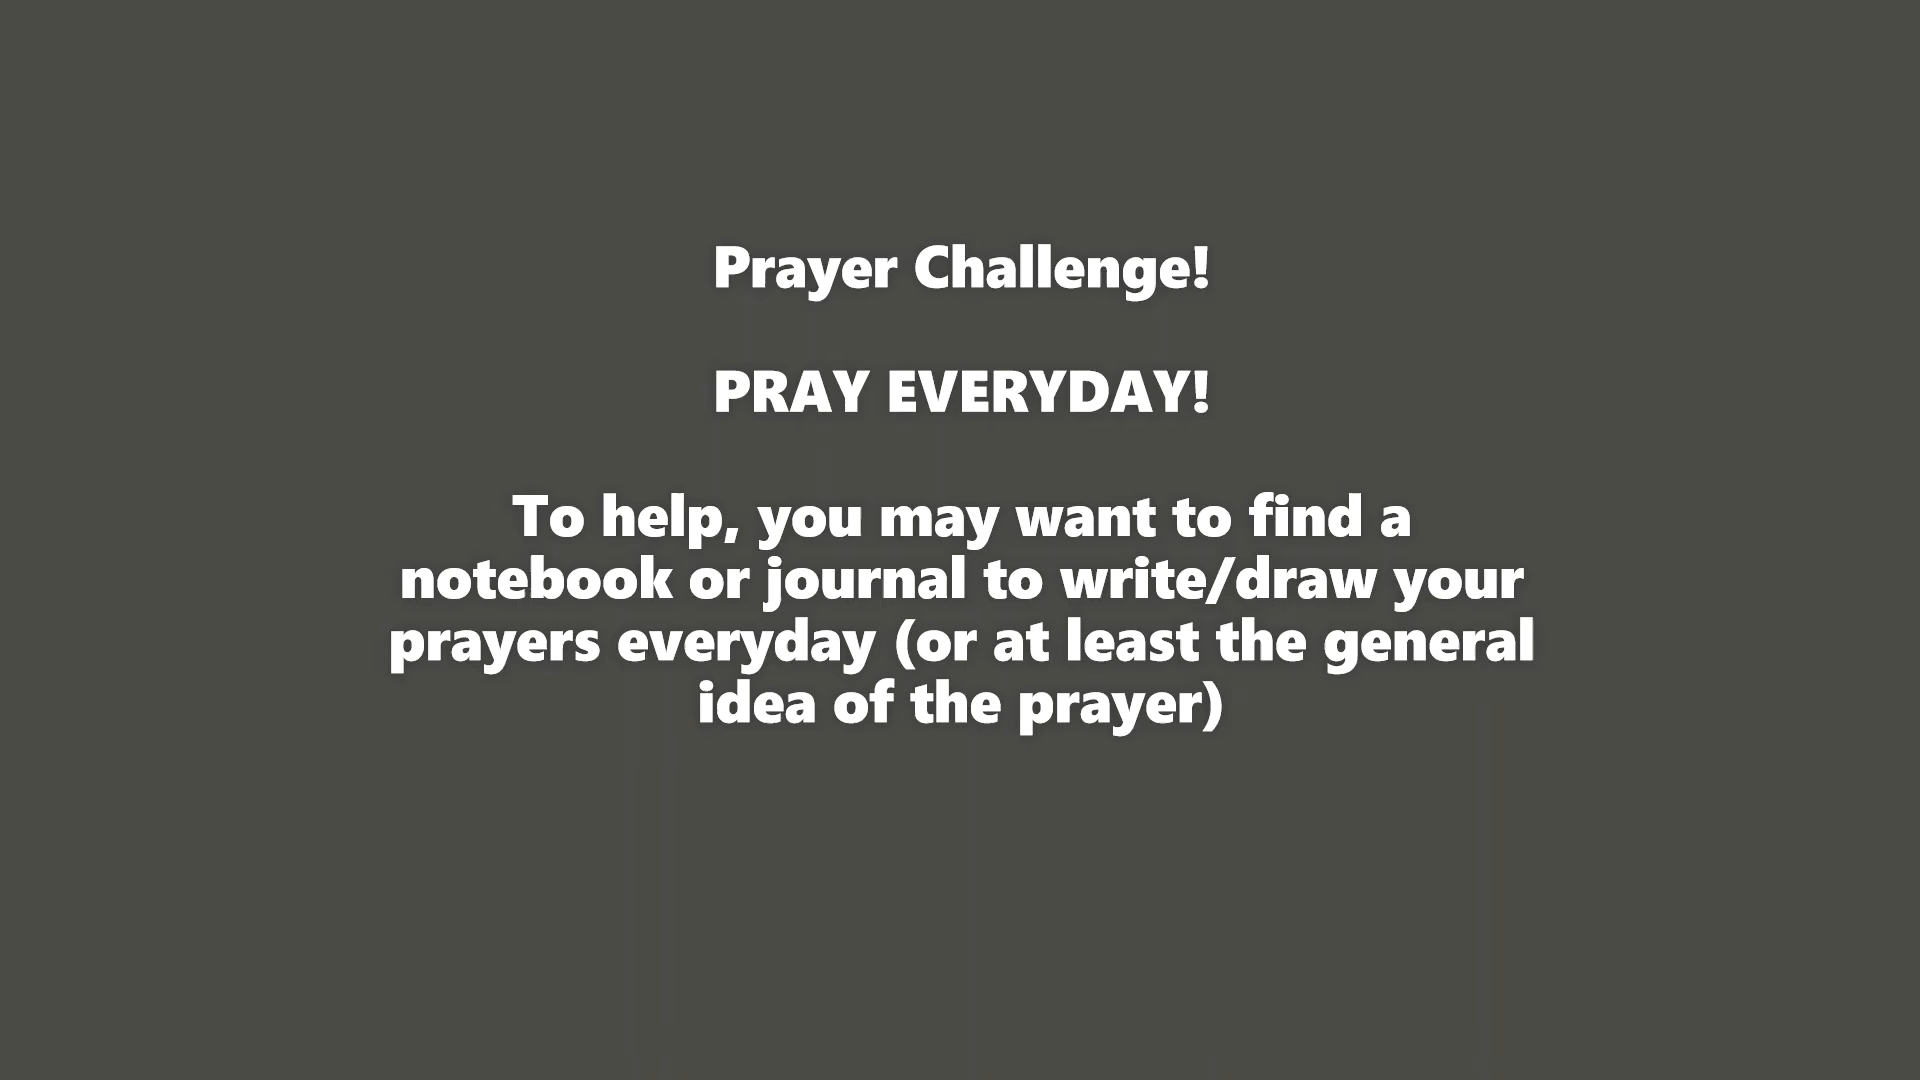 Prayer Challenge!
PRAY EVERYDAY!
To help, you may want to find a
notebook or journal to write/draw your
prayers everyday (or at least the general
idea of the prayer)